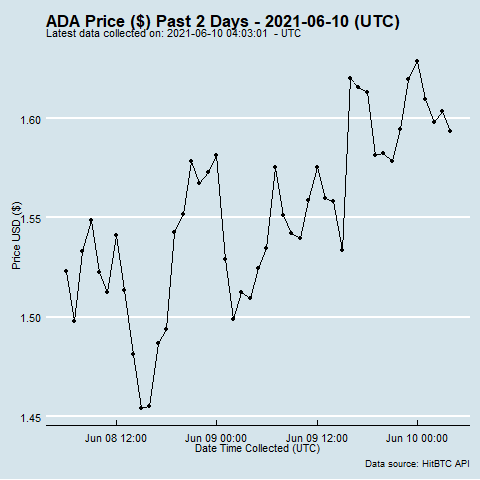 ADA Price ($) Past 2 Days - 2021-06-10 (UTC)
Latest data collected on: 2021-06-10 04:03:01 - UTC
1.60
1.55
1.50
1.45
Price USD ($)
Jun 08 12:00 Jun 09 00:00 Jun 09 12:00 Jun 10 00:00
Date Time Collected (UTC)
Data source: HitBTC API